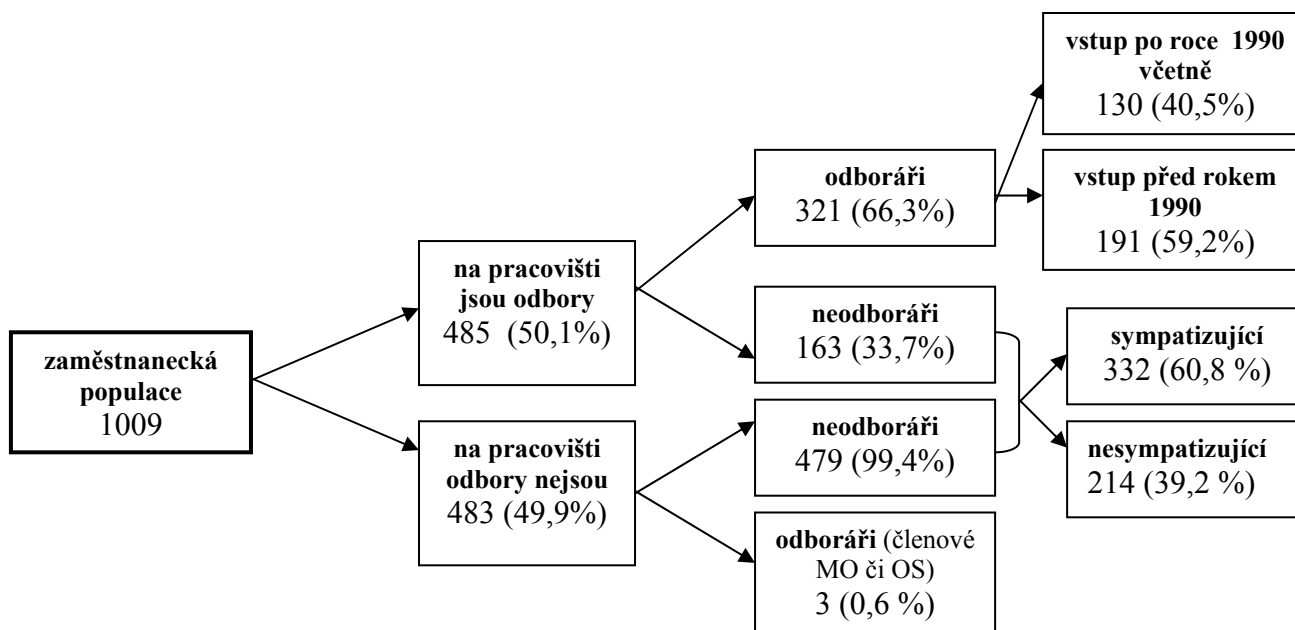 zaměstnanecká
populace
1009
na pracovišti
jsou odbory
485 (50,1%)
na pracovišti
odbory nejsou
483 (49,9%)
odboráři
321 (66,3%)
neodboráři
163 (33,7%)
neodboráři
479 (99,4%)
odboráři (členové
MO či OS)
3 (0,6 %)
vstup po roce 1990
včetně
130 (40,5%)
vstup před rokem
1990
191 (59,2%)
sympatizující
332 (60,8 %)
nesympatizující
214 (39,2 %)